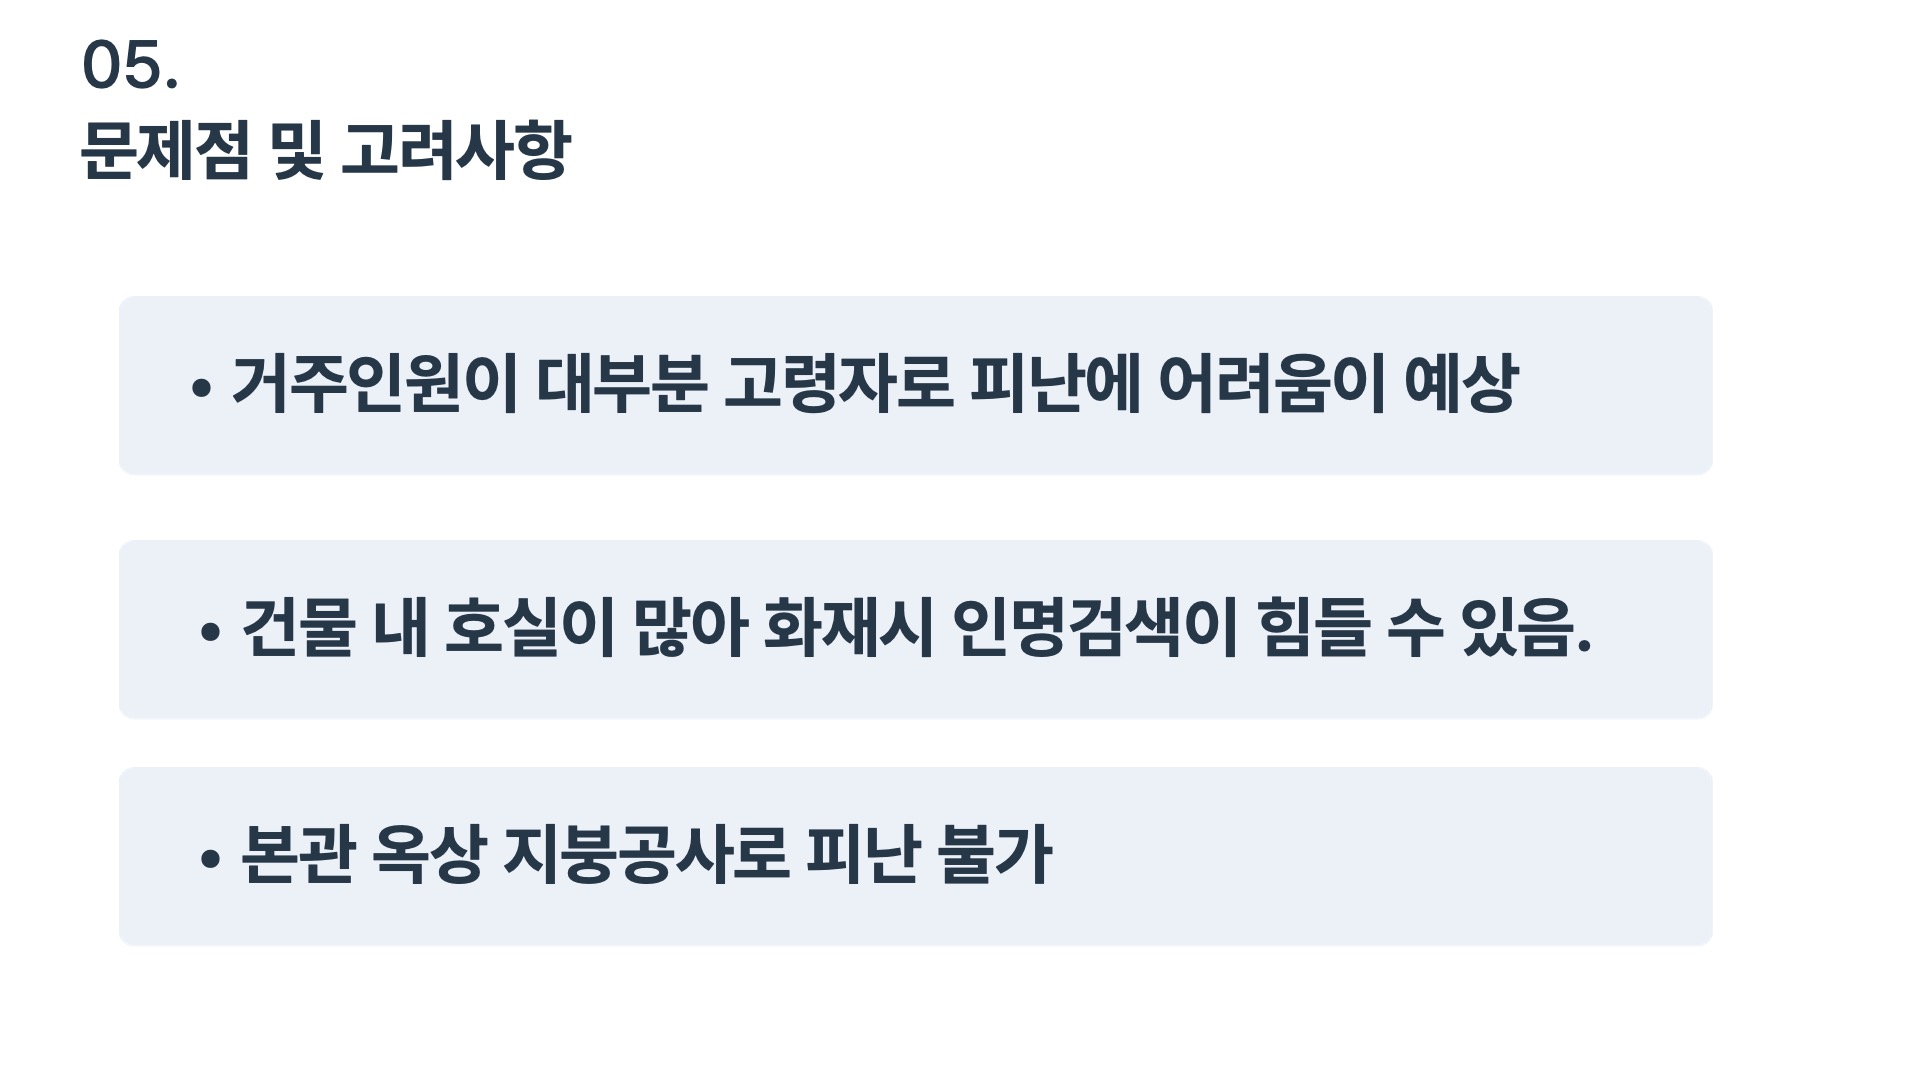 05.
문제점 및 고려사항
• 거주인원이 대부분 고령자로 피난에 어려움이 예상
• 건물 내 호실이 많아 화재시 인명검색이 힘들 수 있음.
• 본관 옥상 지붕공사로 피난 불가